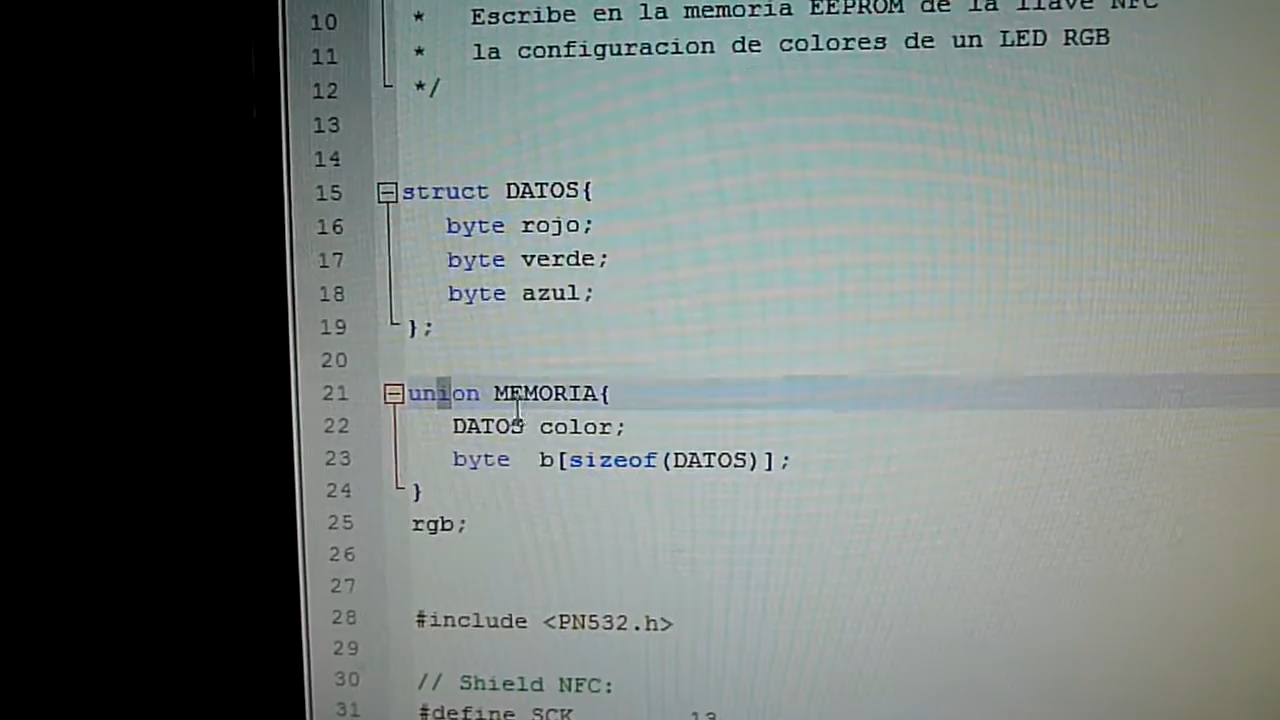 10 * Escribe en la memoria EEPROM de la llave NFC
11 * la configuracion de colores de un LED RGB
12 */
13
14
15 struct DATOS{
16 byte rojo;
17 byte verde;
18 byte azul;
19 };
20
21 union MEMORIA{
22 DATOS color;
23 byte b[sizeof(DATOS)];
24 }
25 rgb;
26
27
28 #include <PN532.h>
29
30 // Shield NFC:
31 #define SCK 13